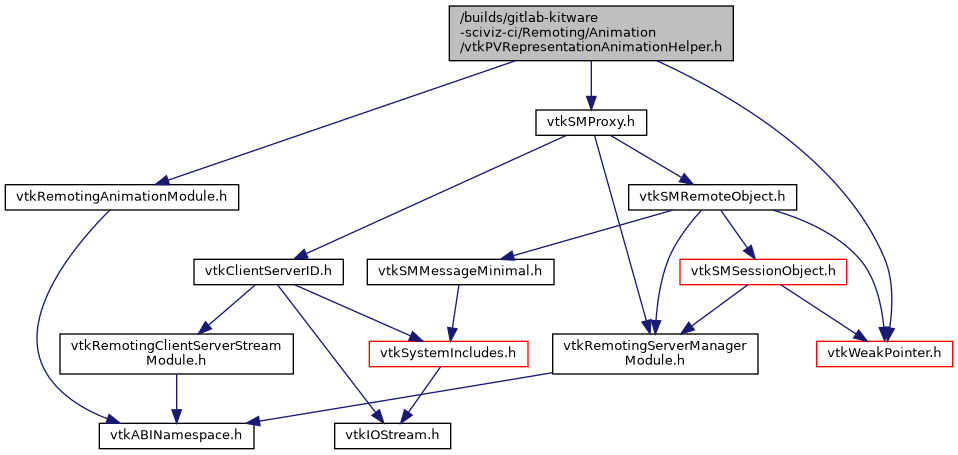 /builds/gitlab-kitware
-sciviz-ci/Remoting/Animation
/vtkPVRepresentationAnimationHelper.h
vtkSMProxy.h
vtkRemotingAnimationModule.h
vtkSMRemoteObject.h
vtkClientServerID.h
vtkSMMessageMinimal.h
vtkSMSessionObject.h
vtkRemotingClientServerStream
Module.h
vtkSystemIncludes.h
vtkRemotingServerManager
Module.h
vtkWeakPointer.h
vtkABINamespace.h
vtkIOStream.h